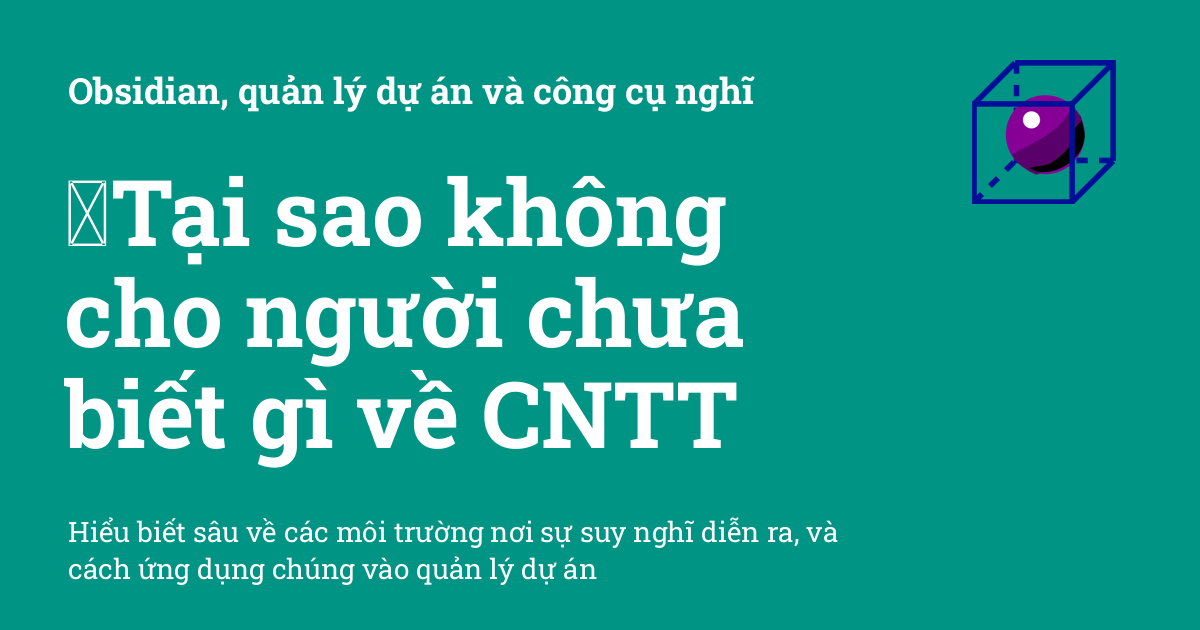 Obsidian, quản lý dự án và công cụ nghĩ
Tại sao không
cho người chưa
biết gì về CNTT
Hiểu biết sâu về các môi trường nơi sự suy nghĩ diễn ra, và
cách ứng dụng chúng vào quản lý dự án